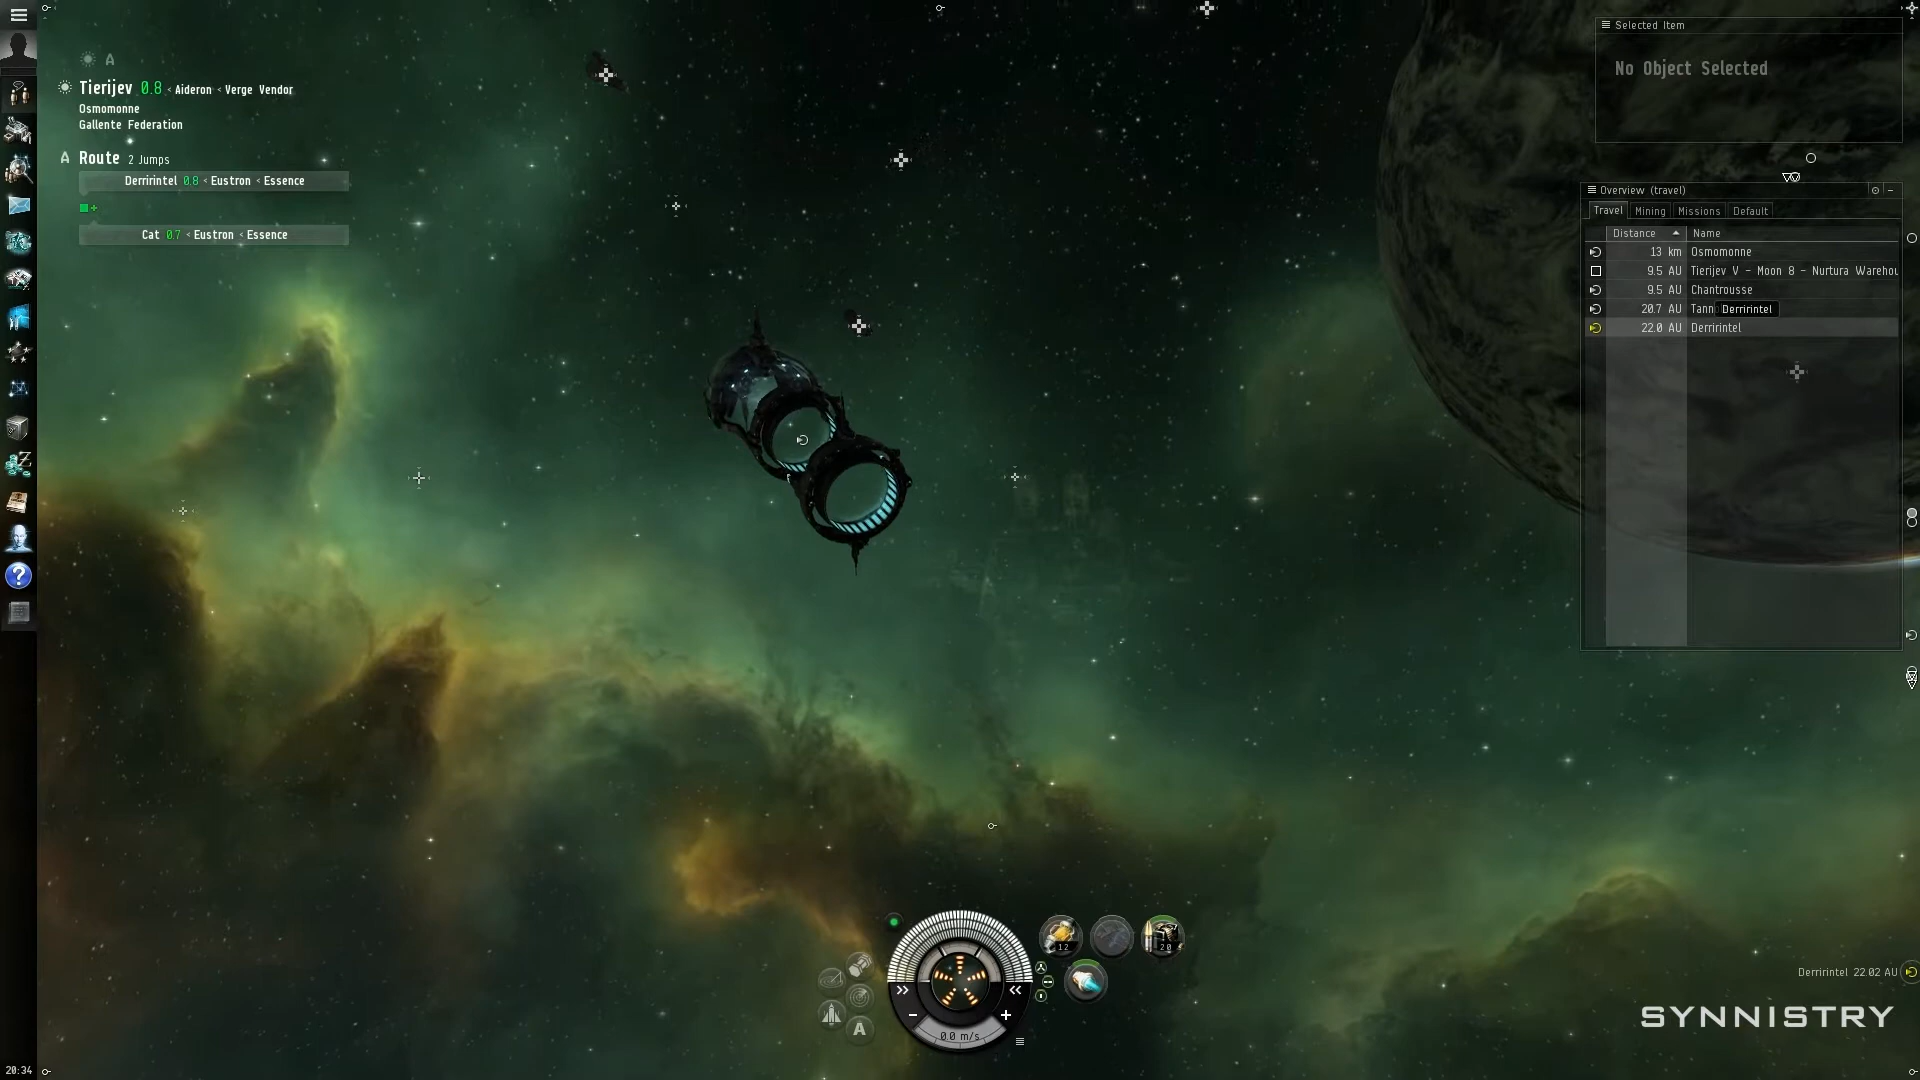 A
Tierijev 0.8 < Aideron < Verge Vendor
Osmomonne
Gallente Federation
A Route 2 Jumps
Derririntel 0.8 < Eustron < Essence
Cat 0.7 < Eustron < Essence
Selected Item
No Object Selected
Overview (travel)
Travel Mining Missions Default
Distance Name
13 km Osmomonne
9.5 AU Tierijev V - Moon 8 - Nurtura Warehou
9.5 AU Chantrousse
20.7 AU Tann Derririntel
22.0 AU Derririntel
12
20
A
0.0 m/s
Derririntel 22.02 AU
SYNNISTRY
20:34